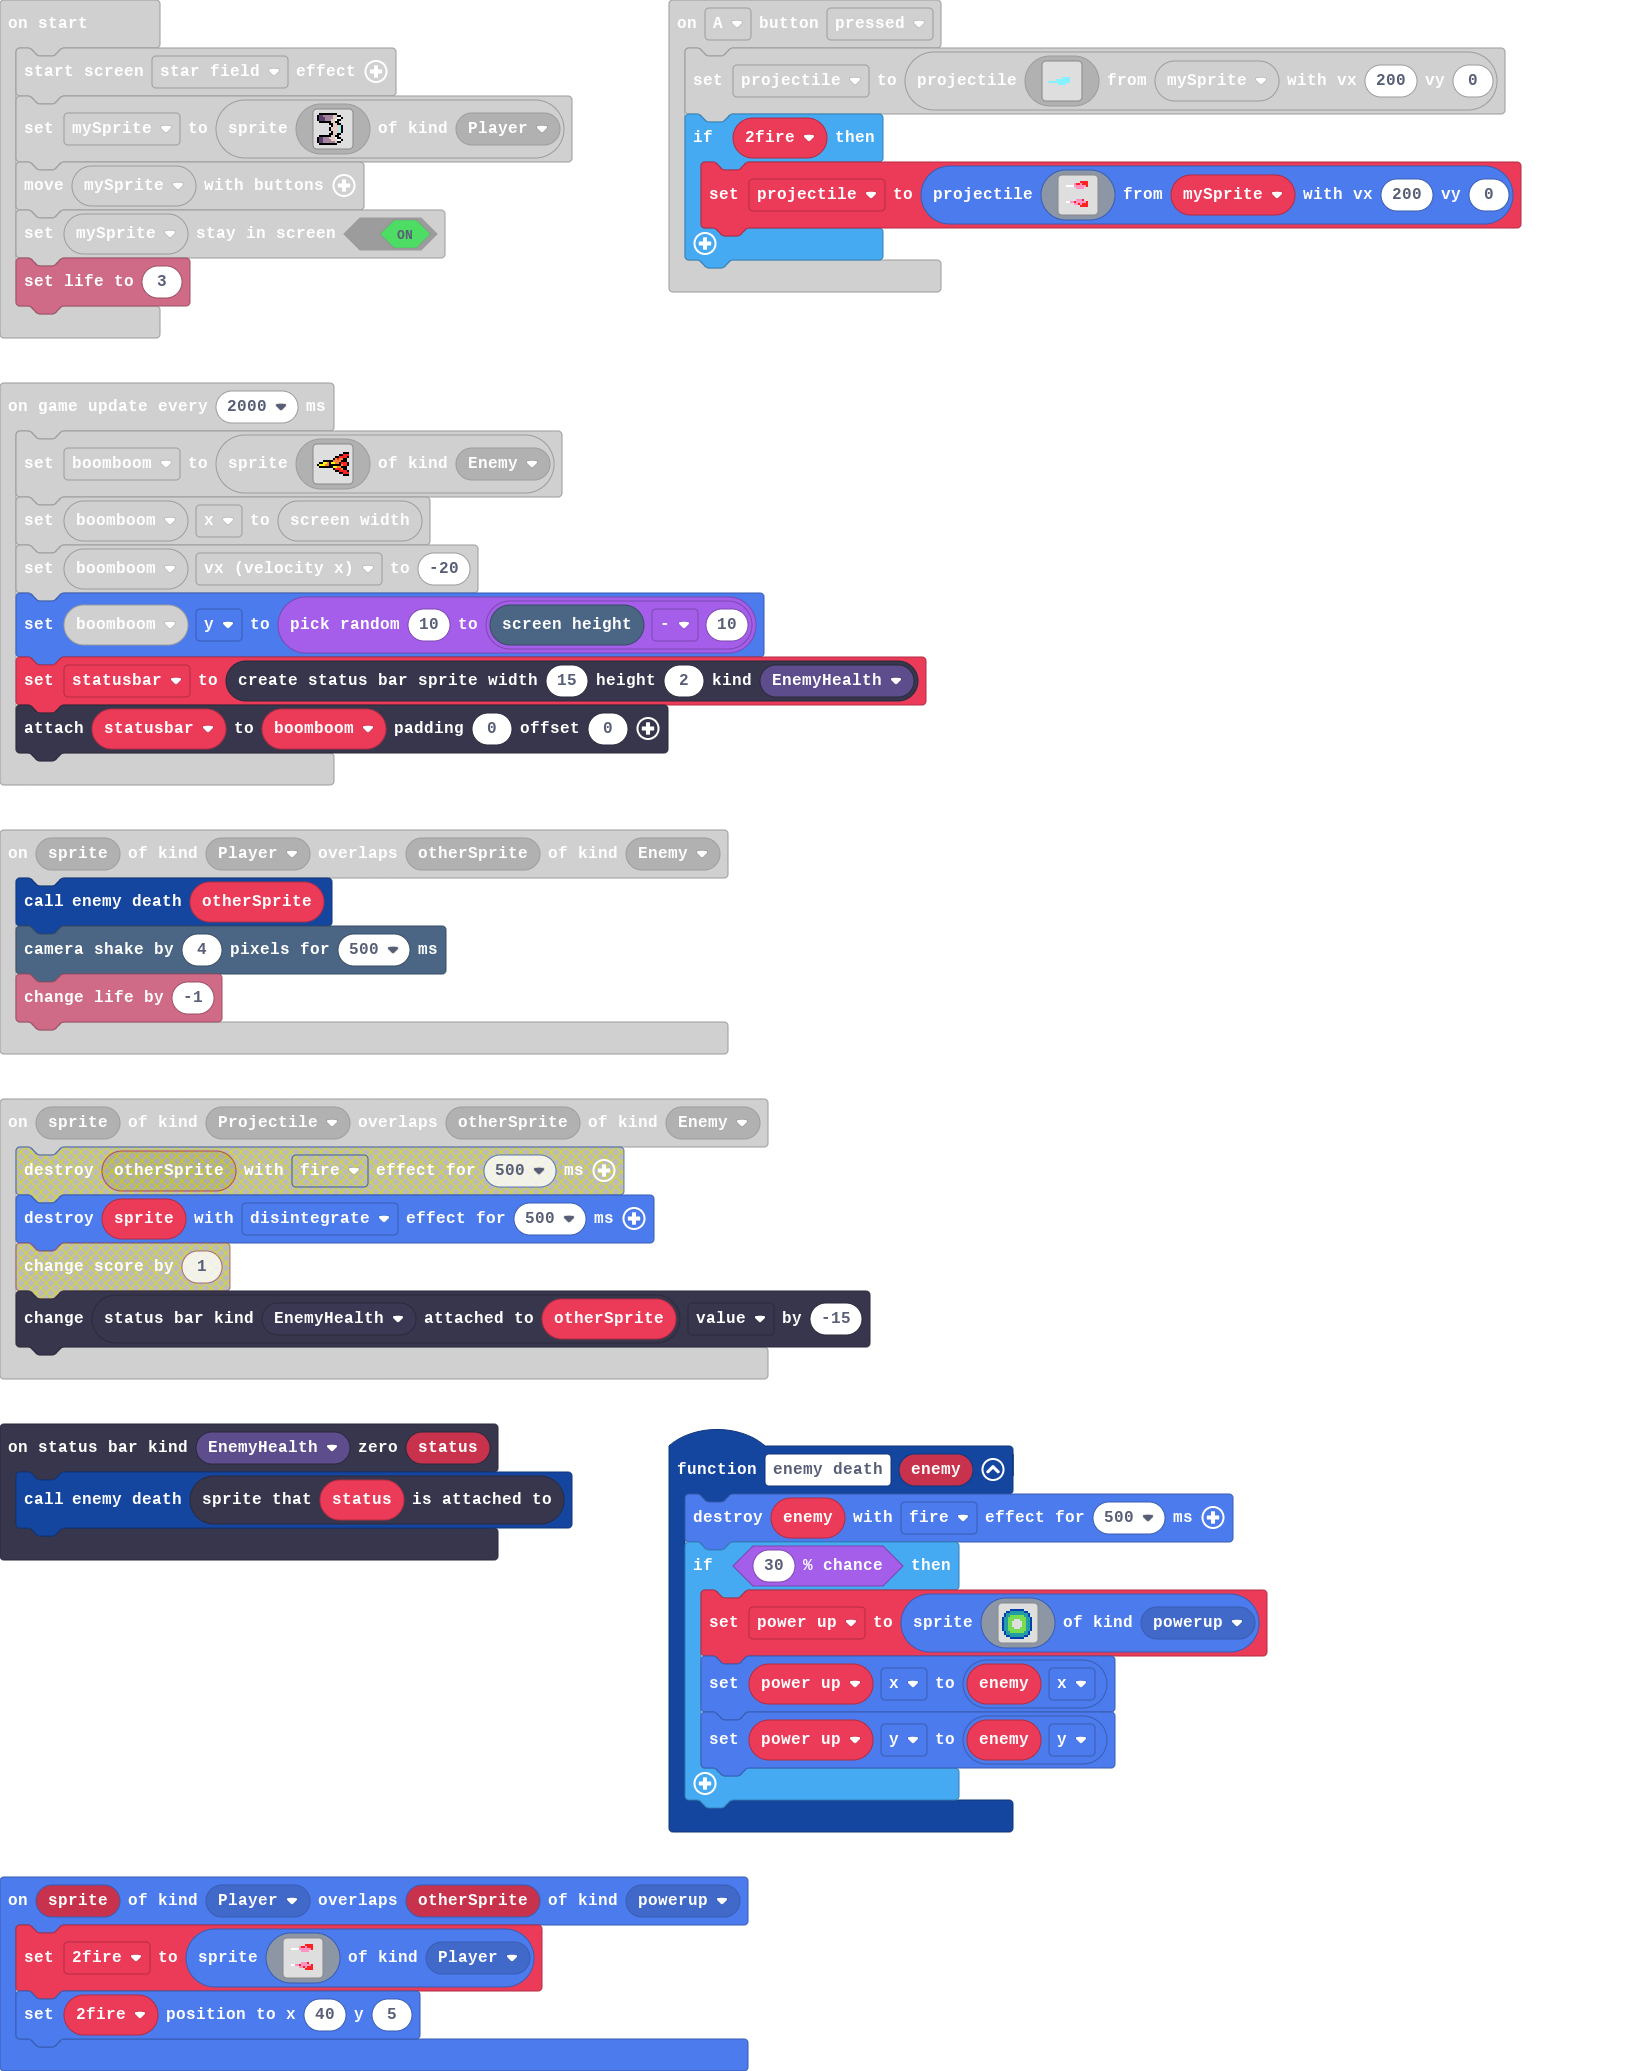 on start
start screen star field effect
set mySprite to sprite of kind Player
move mySprite with buttons
set mySprite stay in screen ON
set life to 3
on A button pressed
set projectile to projectile from mySprite with vx 200 vy 0
if 2fire then
set projectile to projectile from mySprite with vx 200 vy 0
on game update every 2000 ms
set boomboom to sprite of kind Enemy
set boomboom x to screen width
set boomboom vx (velocity x) to -20
set boomboom y to pick random 10 to screen height - 10
set statusbar to create status bar sprite width 15 height 2 kind EnemyHealth
attach statusbar to boomboom padding 0 offset 0
on sprite of kind Player overlaps otherSprite of kind Enemy
call enemy death otherSprite
camera shake by 4 pixels for 500 ms
change life by -1
on sprite of kind Projectile overlaps otherSprite of kind Enemy
destroy otherSprite with fire effect for 500 ms
destroy sprite with disintegrate effect for 500 ms
change score by 1
change status bar kind EnemyHealth attached to otherSprite value by -15
on status bar kind EnemyHealth zero status
call enemy death sprite that status is attached to
function enemy death enemy
destroy enemy with fire effect for 500 ms
if 30 % chance then
set power up to sprite of kind powerup
set power up x to enemy x
set power up y to enemy y
on sprite of kind Player overlaps otherSprite of kind powerup
set 2fire to sprite of kind Player
set 2fire position to x 40 y 5